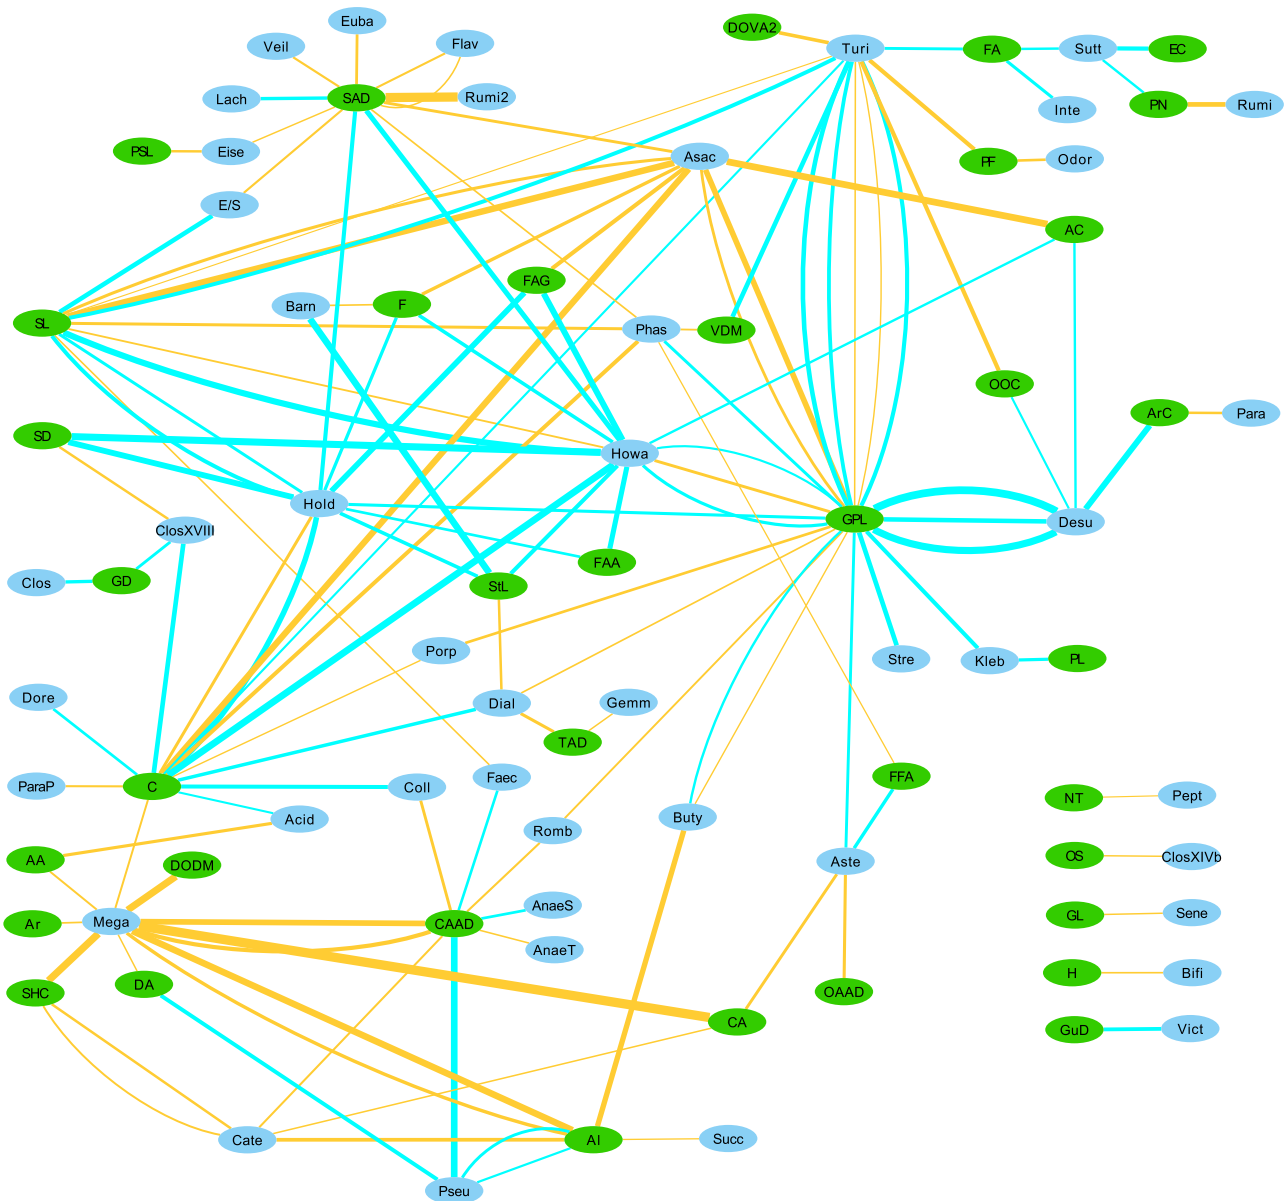 Euba
DOVA2
Veil
Flav
Turi
FA
Sutt
EC
Lach
SAD
Rumi2
PN
Rumi
Inte
PSL
Eise
Asac
PF
Odor
E/S
AC
FAG
Barn
F
SL
Phas
VDM
OOC
ArC
Para
SD
Howa
Hold
GPL
Desu
ClosXVIII
FAA
Clos
GD
StL
Porp
Stre
Kleb
PL
Dore
Dial
Gemm
TAD
ParaP
C
Coll
Faec
FFA
NT
Pept
Acid
Romb
Buty
AA
DODM
Aste
OS
ClosXIVb
Ar
Mega
CAAD
AnaeS
GL
Sene
AnaeT
SHC
DA
OAAD
H
Bifi
CA
GuD
Vict
Cate
AI
Succ
Pseu